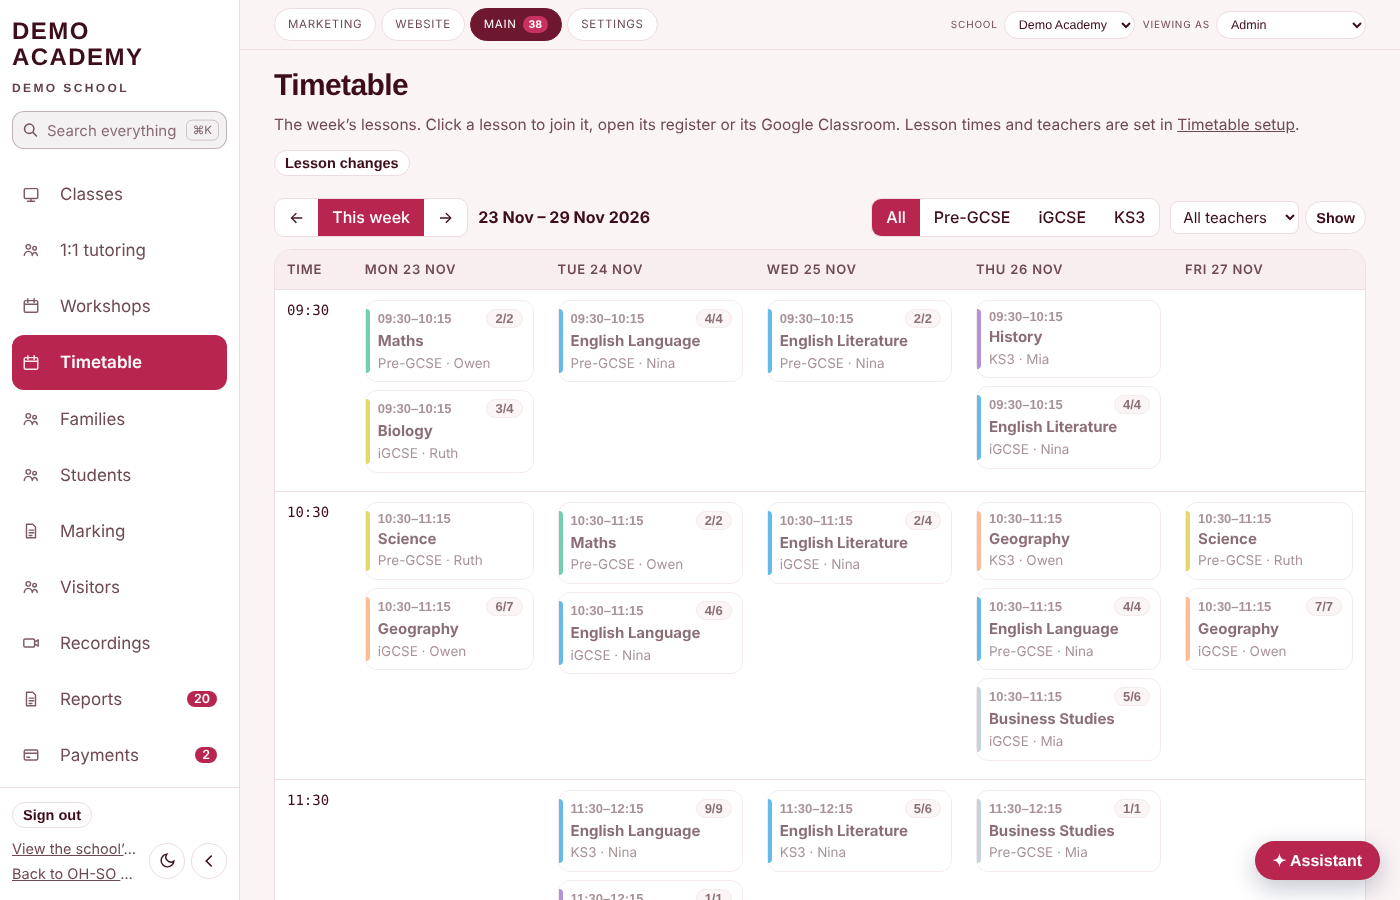 DEMO
ACADEMY
DEMO SCHOOL
Search everything ⌘K
Classes
1:1 tutoring
Workshops
Timetable
Families
Students
Marking
Visitors
Recordings
Reports 20
Payments 2
Sign out
View the school'…
Back to OH-SO …
MARKETING WEBSITE MAIN 38 SETTINGS
SCHOOL Demo Academy VIEWING AS Admin
Timetable
The week’s lessons. Click a lesson to join it, open its register or its Google Classroom. Lesson times and teachers are set in Timetable setup.
Lesson changes
← This week → 23 Nov – 29 Nov 2026
All Pre-GCSE iGCSE KS3 All teachers Show
TIME MON 23 NOV TUE 24 NOV WED 25 NOV THU 26 NOV FRI 27 NOV
09:30
09:30–10:15 2/2
Maths
Pre-GCSE · Owen
09:30–10:15 3/4
Biology
iGCSE · Ruth
09:30–10:15 4/4
English Language
Pre-GCSE · Nina
09:30–10:15 2/2
English Literature
Pre-GCSE · Nina
09:30–10:15
History
KS3 · Mia
09:30–10:15 4/4
English Literature
iGCSE · Nina
10:30
10:30–11:15
Science
Pre-GCSE · Ruth
10:30–11:15 6/7
Geography
iGCSE · Owen
10:30–11:15 2/2
Maths
Pre-GCSE · Owen
10:30–11:15 4/6
English Language
iGCSE · Nina
10:30–11:15 2/4
English Literature
iGCSE · Nina
10:30–11:15
Geography
KS3 · Owen
10:30–11:15 4/4
English Language
Pre-GCSE · Nina
10:30–11:15 5/6
Business Studies
iGCSE · Mia
10:30–11:15
Science
Pre-GCSE · Ruth
10:30–11:15 7/7
Geography
iGCSE · Owen
11:30
11:30–12:15 9/9
English Language
KS3 · Nina
11:30–12:15 1/1
11:30–12:15 5/6
English Literature
KS3 · Nina
11:30–12:15 1/1
Business Studies
Pre-GCSE · Mia
✦ Assistant